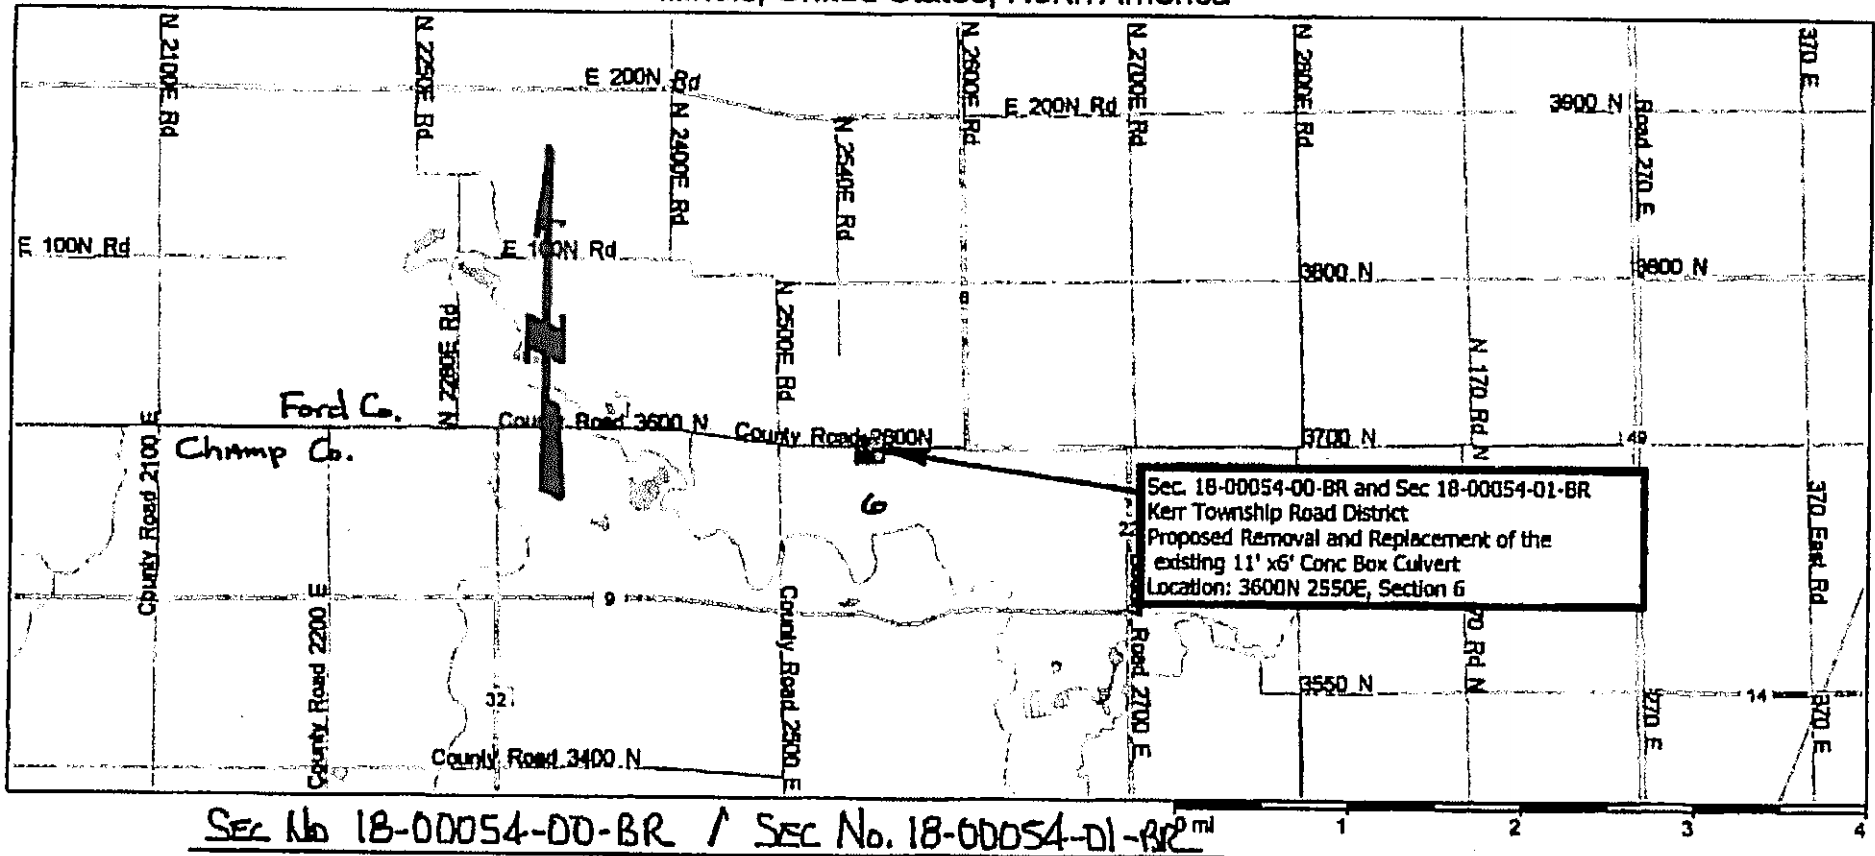 Illinois, United States, North America
N 2100E Rd
N 2250E Rd
E 200N Rd
N 2400E Rd
N 2540E Rd
N 2600E Rd
E 200N Rd
N 2700E Rd
N 2800E Rd
3900 N
Road 270 E
370 E
E 100N Rd
E 100N Rd
3800 N
3800 N
N 2280E Rd
N
N 2500E Rd
N 170 Rd N
Ford Co.
County Road 3600 N
County Road 3600N
3700 N
49
Champ Co.
County Road 2100 E
6
Sec. 18-00054-00-BR and Sec 18-00054-01-BR
Kerr Township Road District
Proposed Removal and Replacement of the
existing 11' x6' Conc Box Culvert
Location: 3600N 2550E, Section 6
370 East Rd
County Road 2200 E
9
County Road 2500 E
Road 2700 E
70 Rd N
32
3550 N
270 E
14
370 E
County Road 3400 N
SEC No 18-00054-00-BR / SEC No. 18-00054-01-BR
0 mi 1 2 3 4